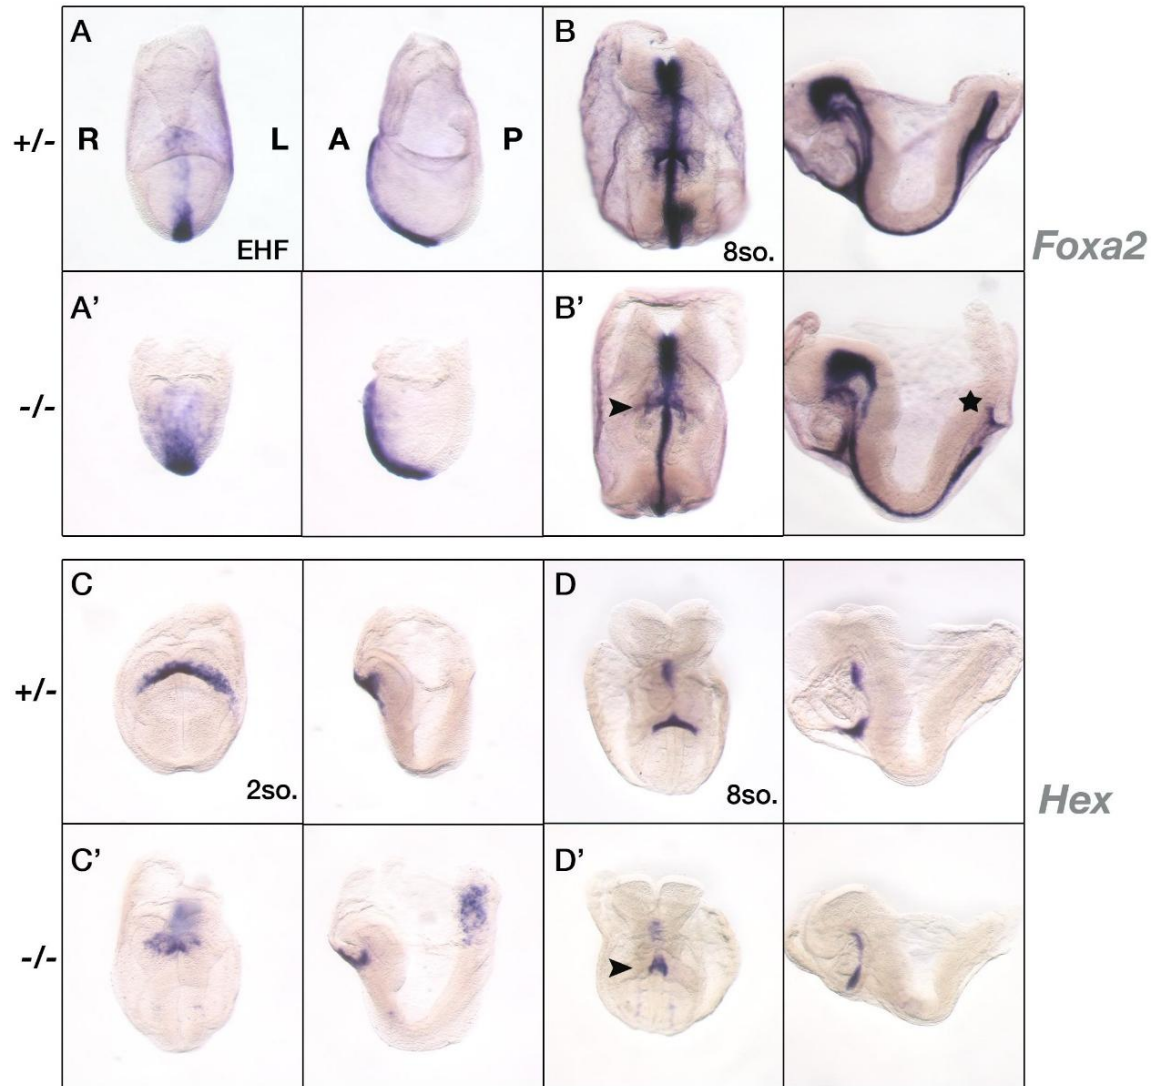 A B
+/- R L A P
EHF 8so.
Foxa2
A' B'
-/-
C D
+/-
2so. 8so.
Hex
C' D'
-/-